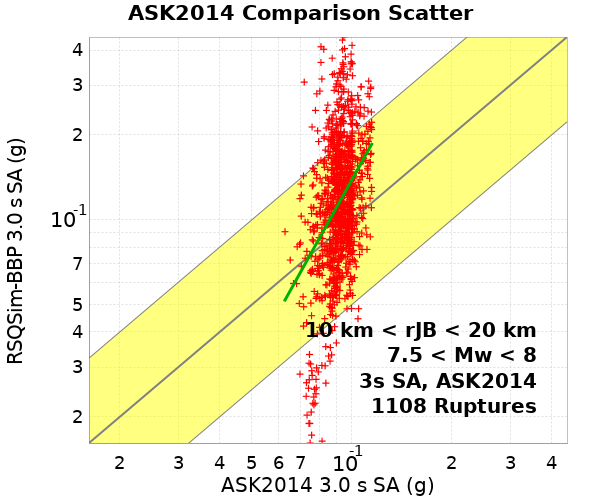 ASK2014 Comparison Scatter
RSQSim-BBP 3.0 s SA (g)
4
3
2
10^-1
7
5
4
3
2
10 km < rJB < 20 km
7.5 < Mw < 8
3s SA, ASK2014
1108 Ruptures
2 3 4 5 6 7 10^-1 2 3 4
ASK2014 3.0 s SA (g)